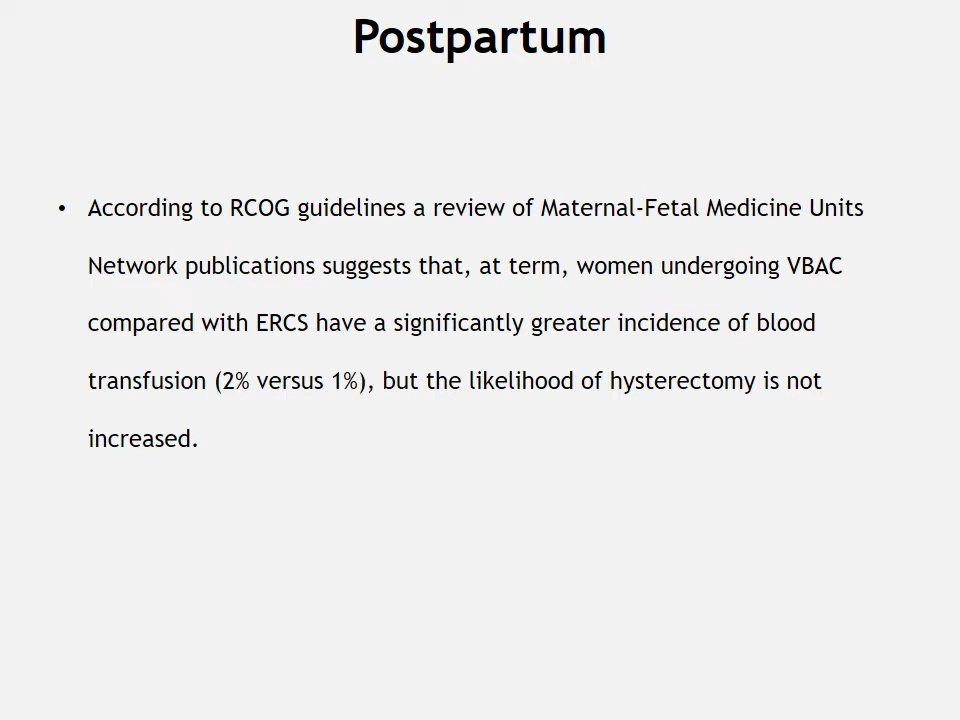 Postpartum
• According to RCOG guidelines a review of Maternal-Fetal Medicine Units
Network publications suggests that, at term, women undergoing VBAC
compared with ERCS have a significantly greater incidence of blood
transfusion (2% versus 1%), but the likelihood of hysterectomy is not
increased.